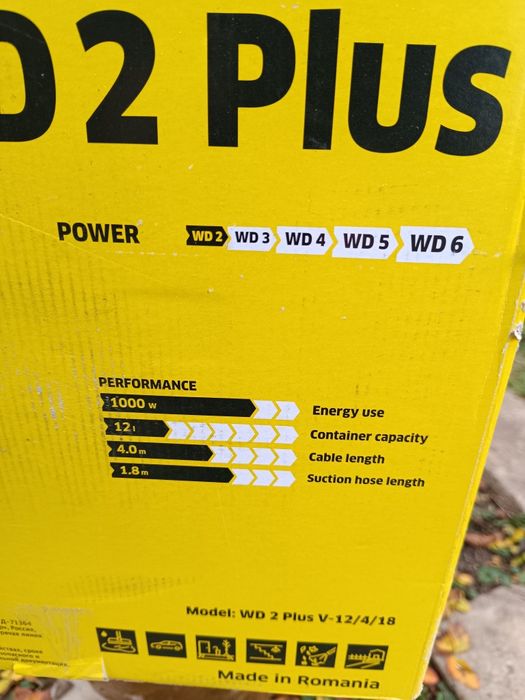 D 2 Plus
POWER WD 2 WD 3 WD 4 WD 5 WD 6
PERFORMANCE
1000 W Energy use
12 l Container capacity
4.0 m Cable length
1.8 m Suction hose length
Д-71364
Россия,
Model: WD 2 Plus V-12/4/18
Made in Romania